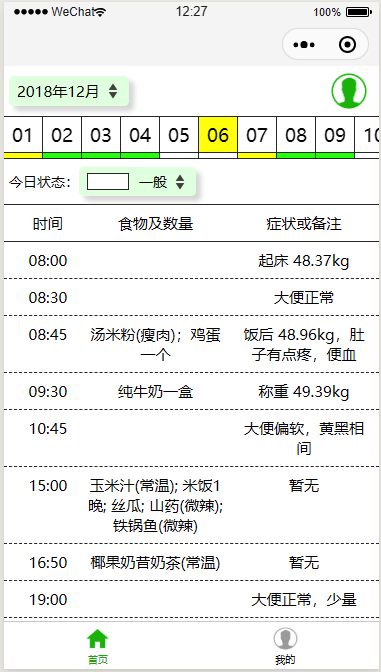 WeChat 12:27 100%
2018年12月
01 02 03 04 05 06 07 08 09 10
今日状态: 一般
时间 食物及数量 症状或备注
08:00 起床 48.37kg
08:30 大便正常
08:45 汤米粉(瘦肉); 鸡蛋 饭后 48.96kg，肚
一个 子有点疼，便血
09:30 纯牛奶一盒 称重 49.39kg
10:45 大便偏软，黄黑相
间
15:00 玉米汁(常温); 米饭1 暂无
晚; 丝瓜; 山药(微辣);
铁锅鱼(微辣)
16:50 椰果奶昔奶茶(常温) 暂无
19:00 大便正常，少量
首页 我的